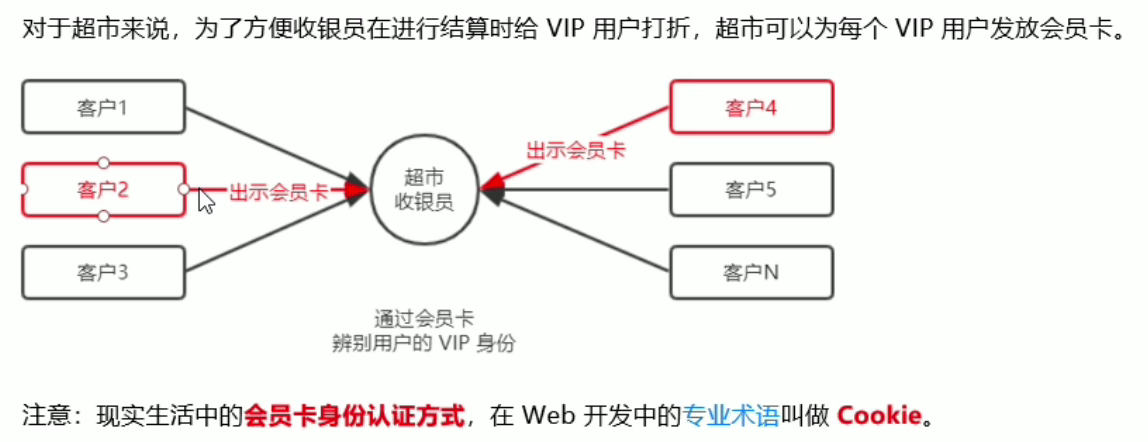 对于超市来说，为了方便收银员在进行结算时给 VIP 用户打折，超市可以为每个 VIP 用户发放会员卡。
客户1
客户4
出示会员卡
客户2
出示会员卡
超市
收银员
客户5
客户3
客户N
通过会员卡
辨别用户的 VIP 身份
注意：现实生活中的会员卡身份认证方式，在 Web 开发中的专业术语叫做 Cookie。